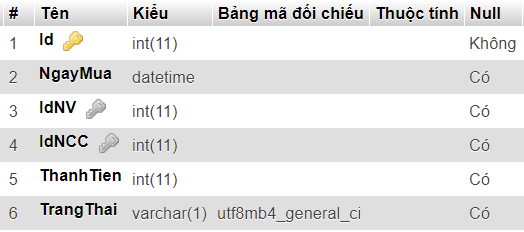 # Tên Kiểu Bảng mã đối chiếu Thuộc tính Null
1 Id int(11) Không
2 NgayMua datetime Có
3 IdNV int(11) Có
4 IdNCC int(11) Có
5 ThanhTien int(11) Có
6 TrangThai varchar(1) utf8mb4_general_ci Có